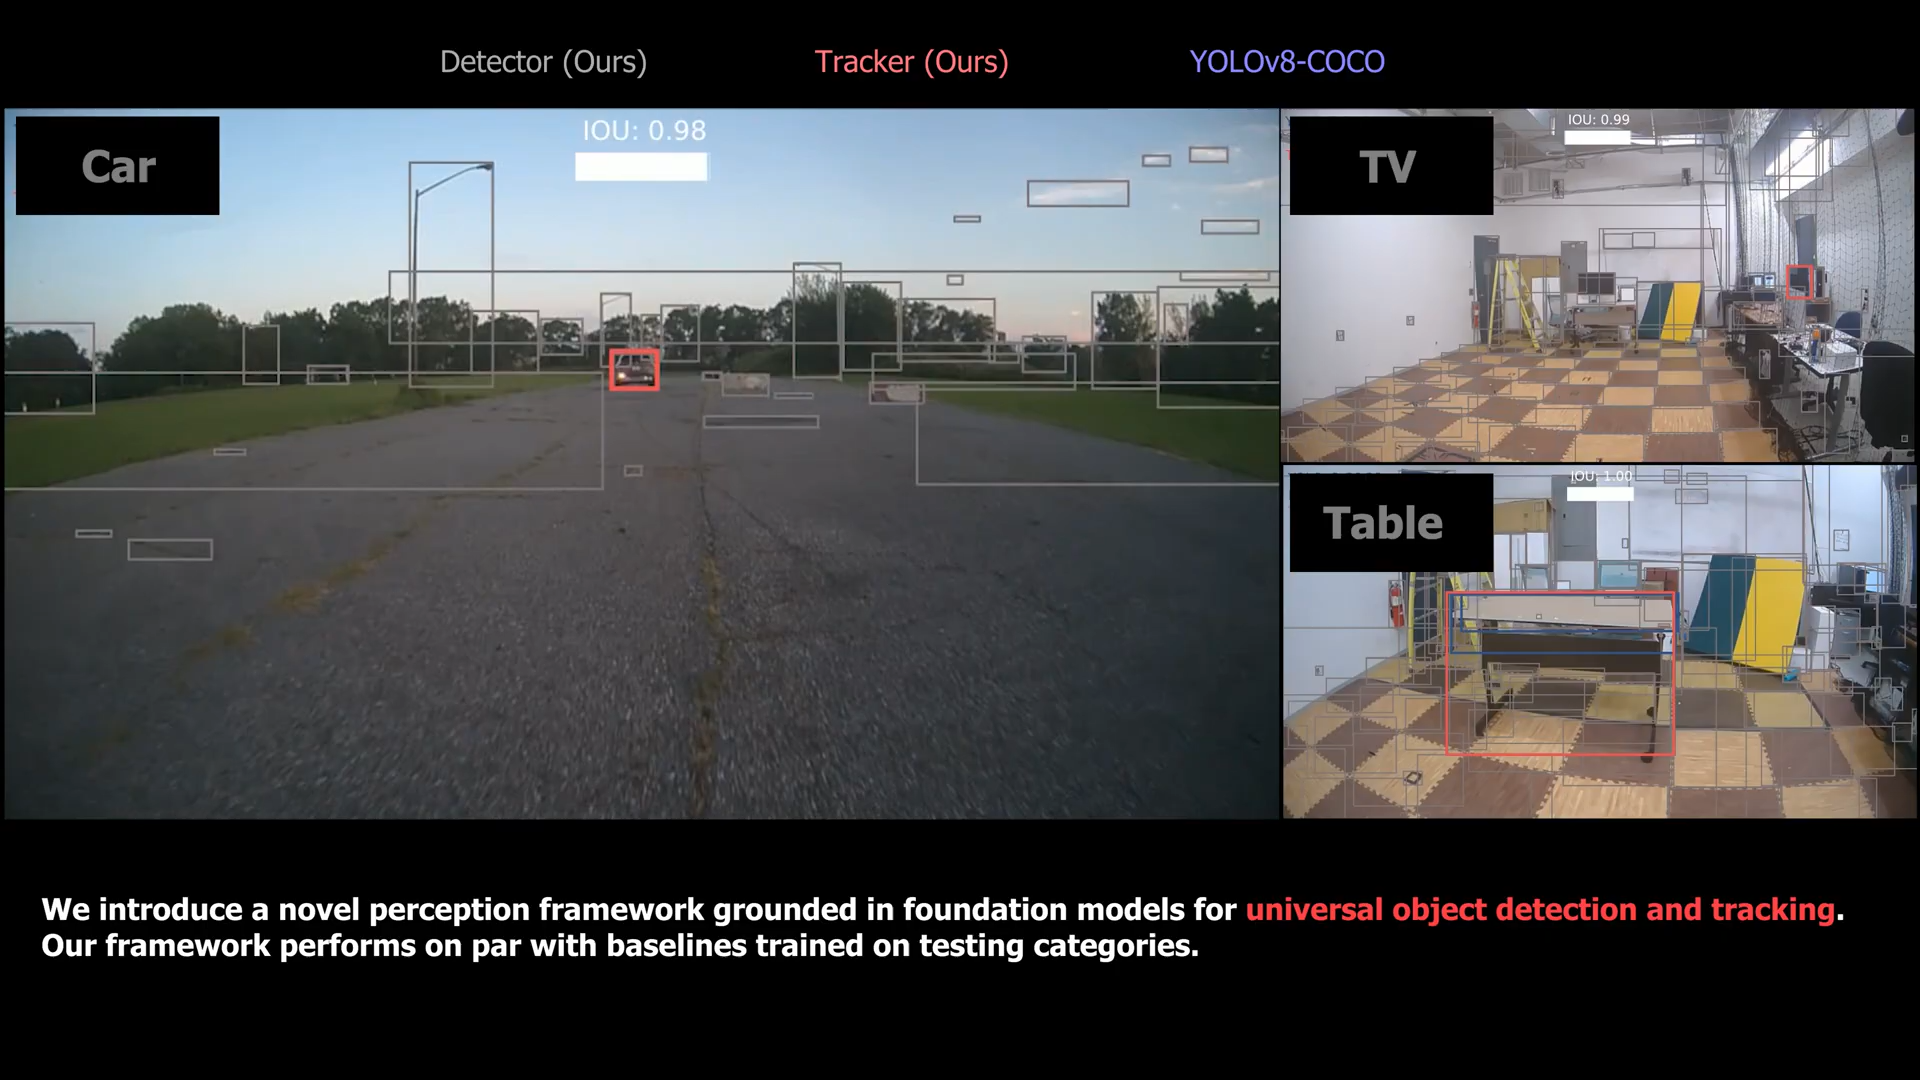 Detector (Ours) Tracker (Ours) YOLOv8-COCO
Car
IOU: 0.98
TV
IOU: 0.99
Table
IOU: 1.00
We introduce a novel perception framework grounded in foundation models for universal object detection and tracking.
Our framework performs on par with baselines trained on testing categories.